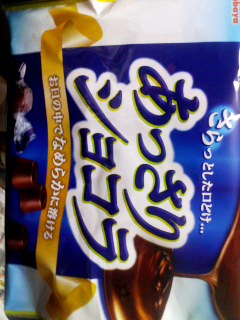 さらっとした口どけ…
あっさり
ショコラ
お口の中でなめらかに溶ける